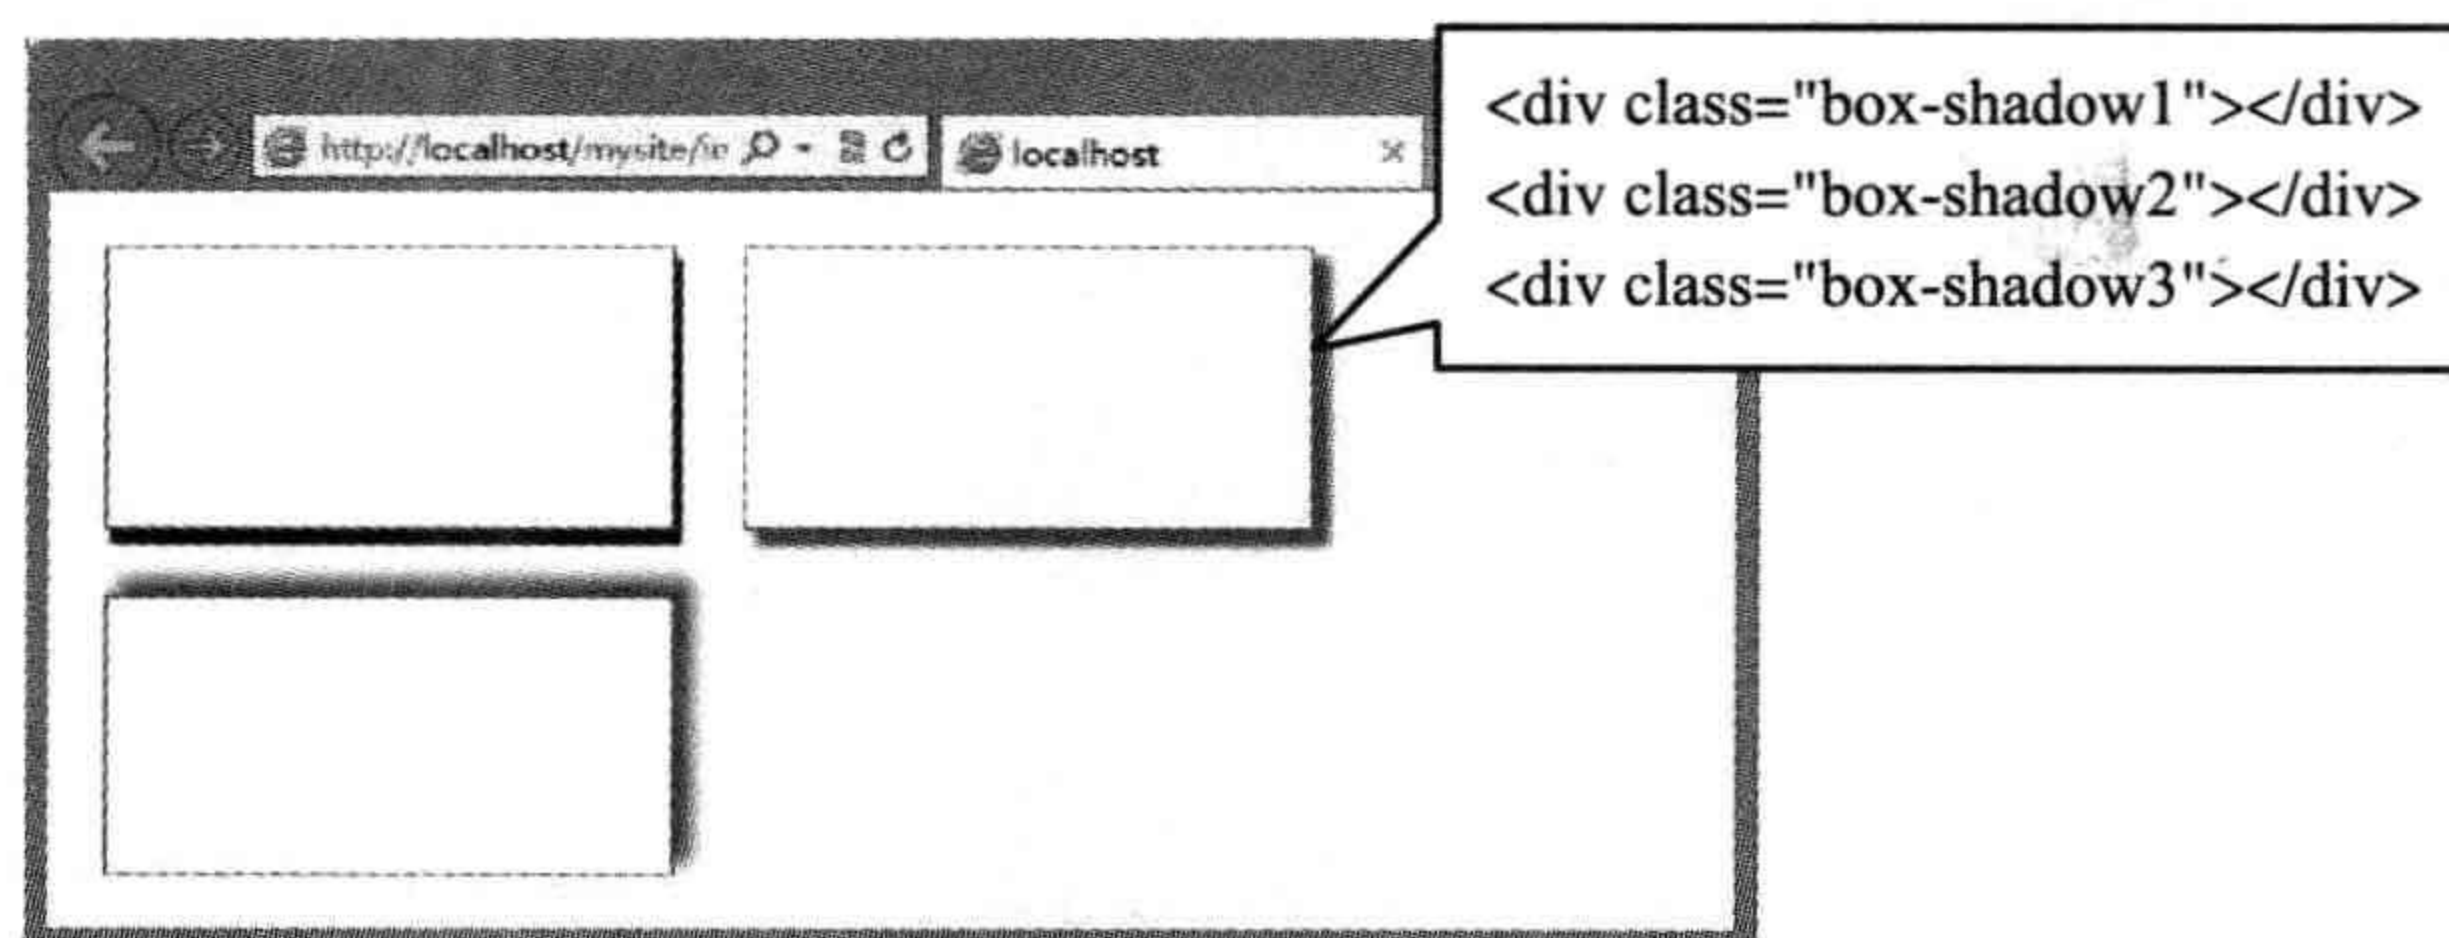 http://localhost/mysite/in
localhost
<div class="box-shadow1"></div>
<div class="box-shadow2"></div>
<div class="box-shadow3"></div>